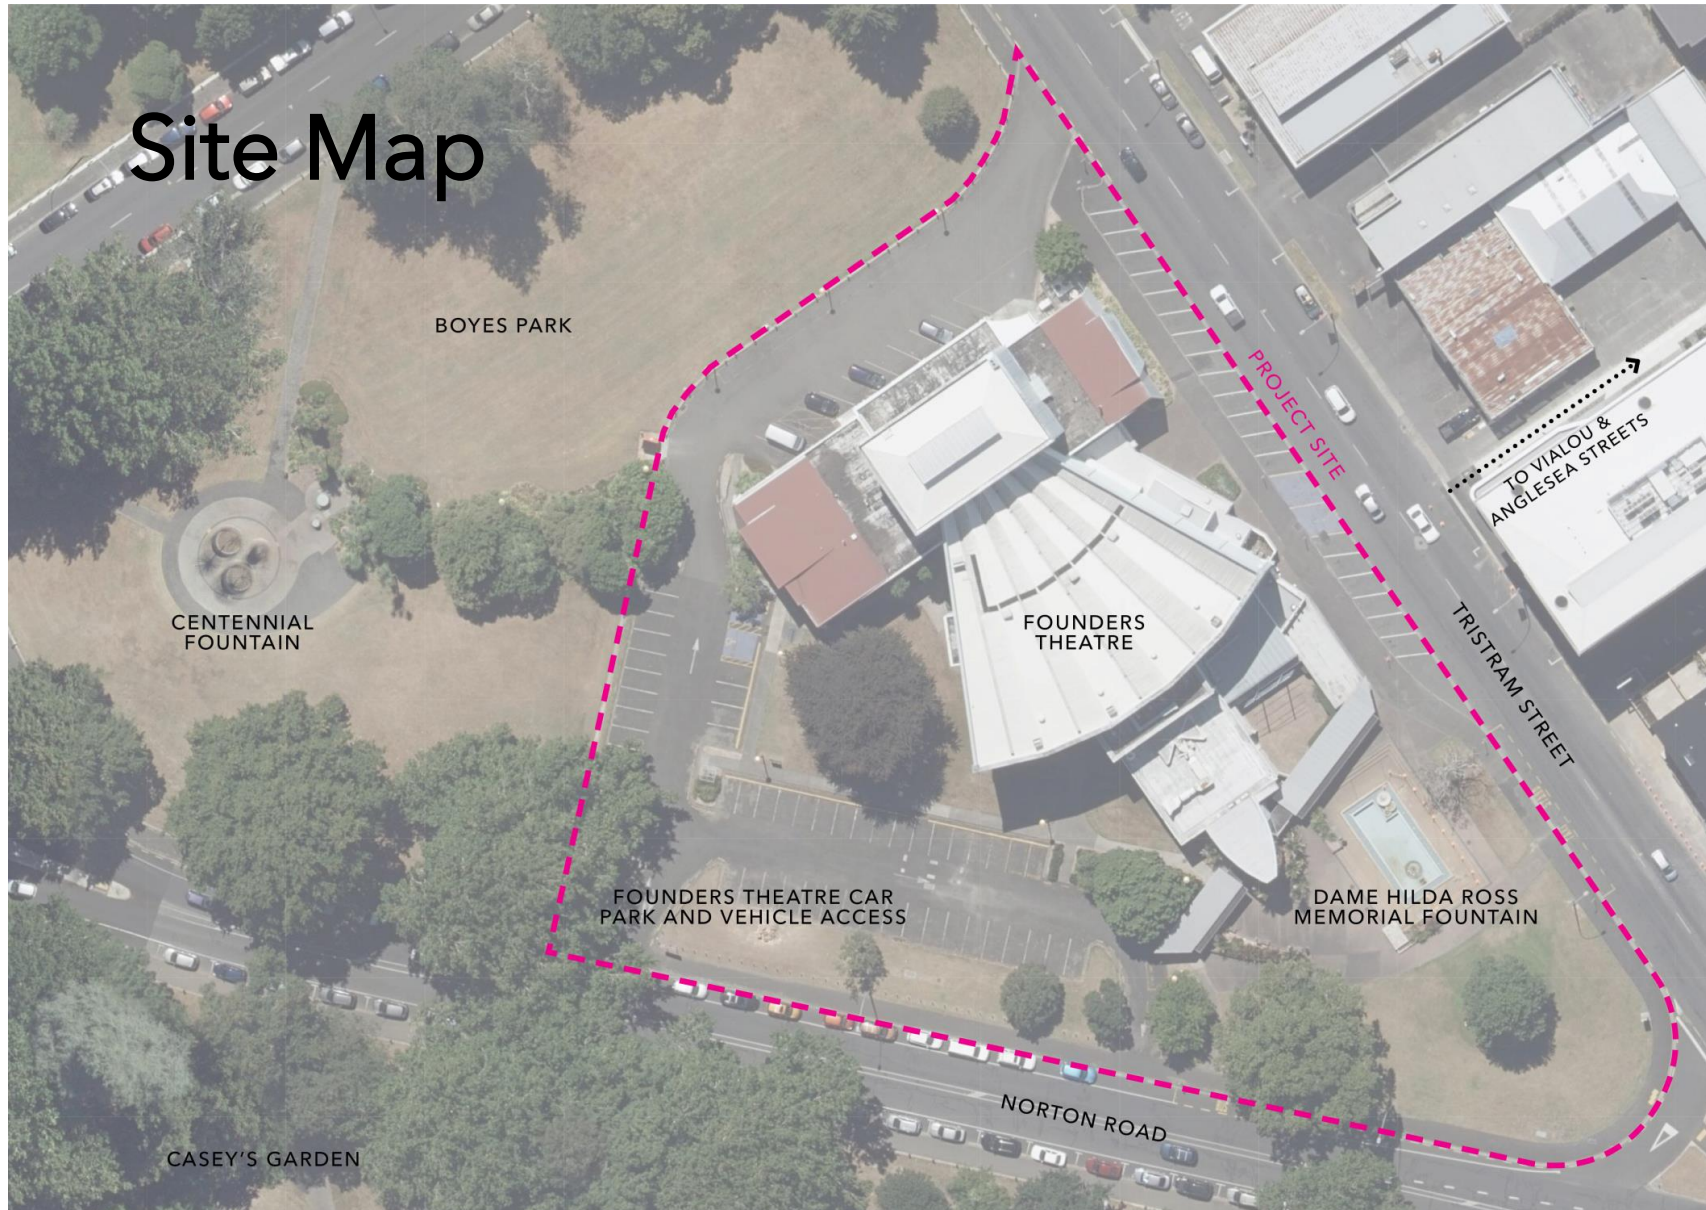 Site Map
BOYES PARK
PROJECT SITE
TO VIALOU &
ANGLESEA STREETS
CENTENNIAL
FOUNTAIN
FOUNDERS
THEATRE
TRISTRAM STREET
FOUNDERS THEATRE CAR
PARK AND VEHICLE ACCESS
DAME HILDA ROSS
MEMORIAL FOUNTAIN
NORTON ROAD
CASEY’S GARDEN